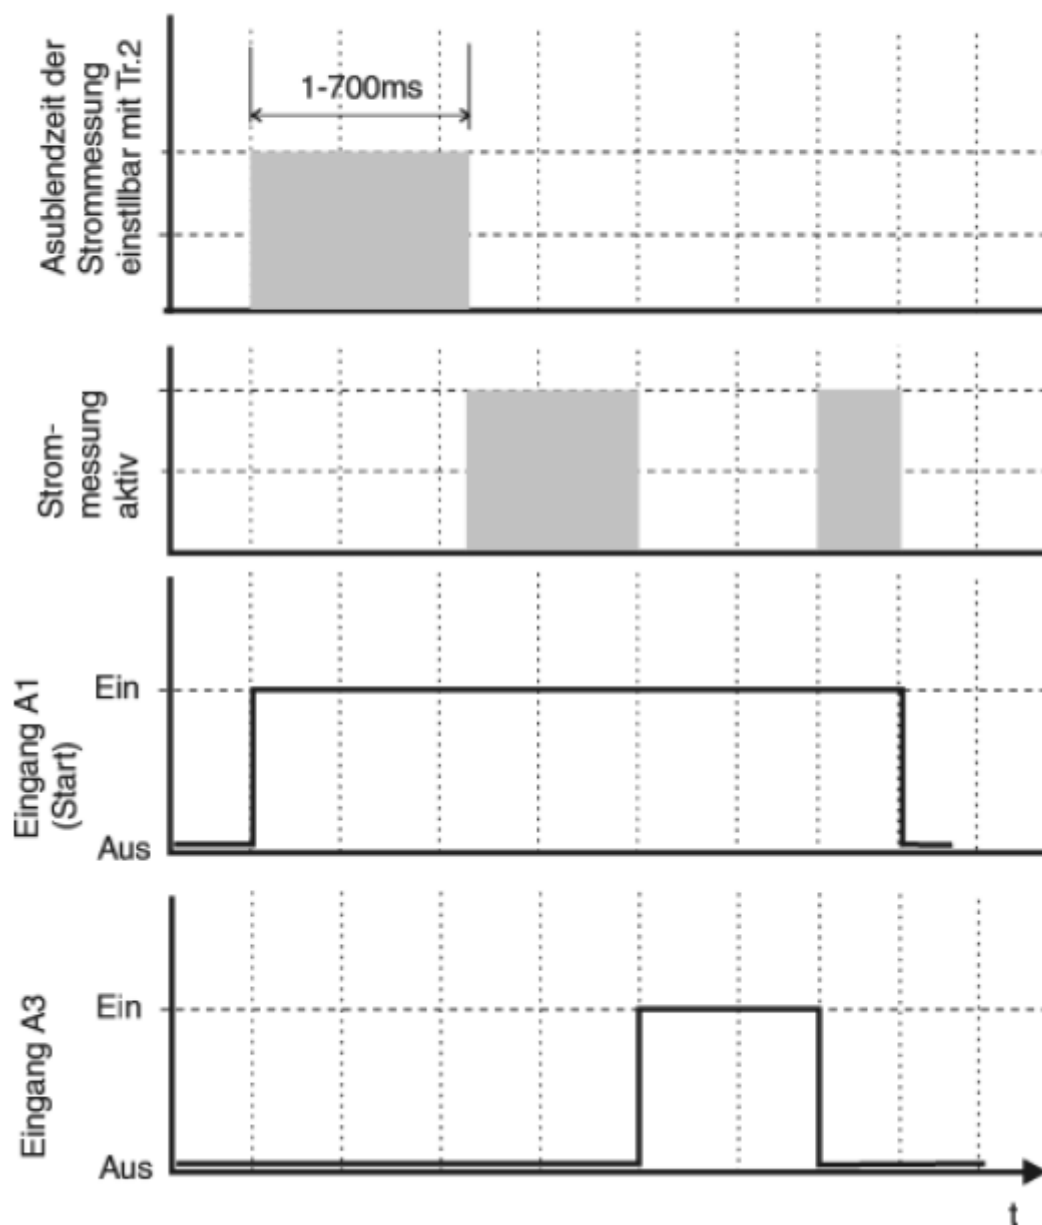 Asublendzeit der
Strommessung
einstllbar mit Tr.2
1-700ms
Strom-
messung
aktiv
Eingang A1
(Start)
Ein
Aus
Eingang A3
Ein
Aus
t